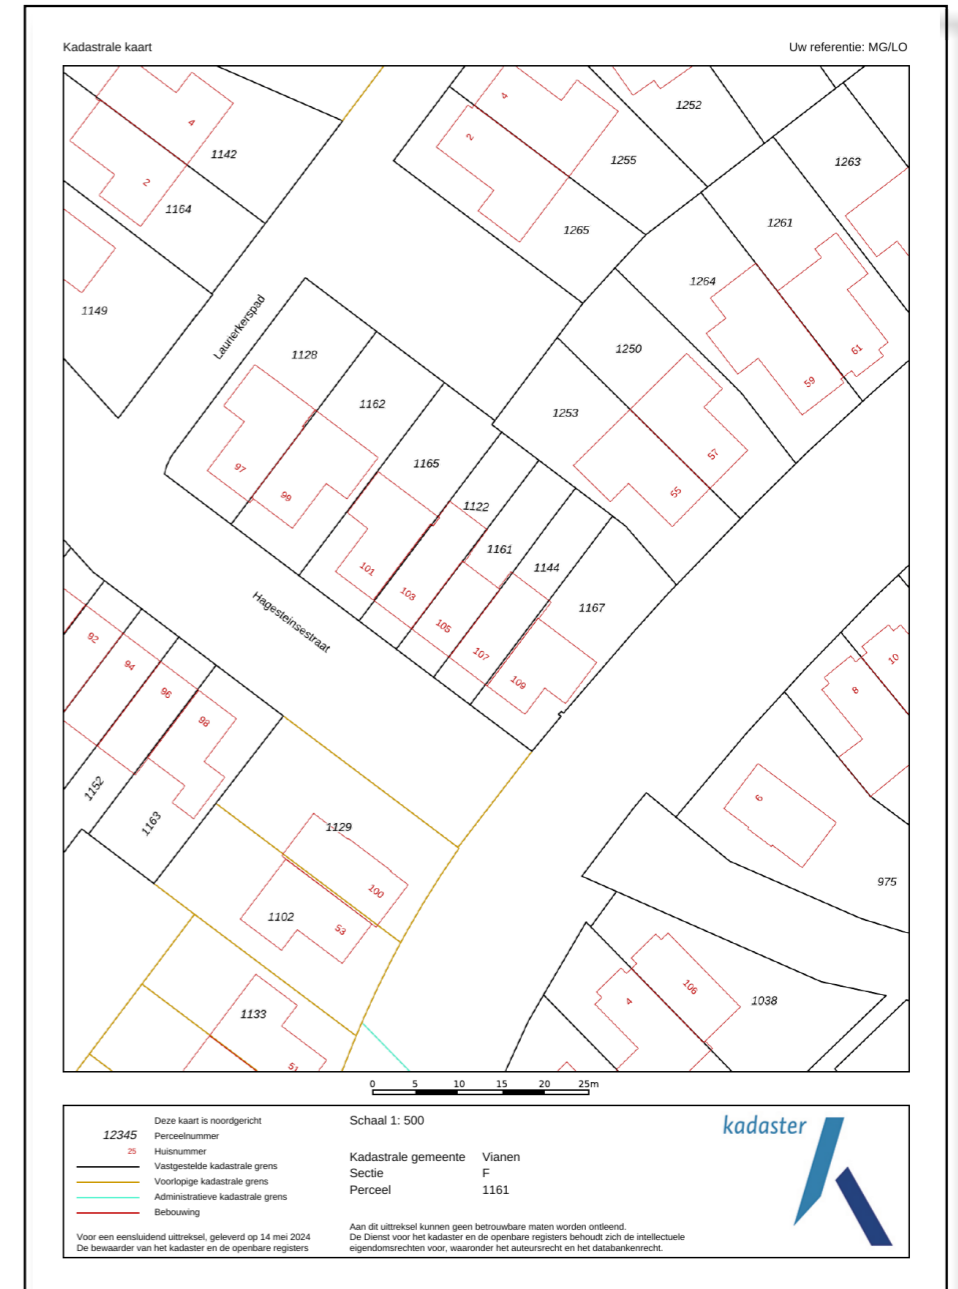 Kadastrale kaart
Uw referentie: MG/LO
1252
4
4
2
1142
1255
1263
2
1164
1261
1265
1264
1149
Laurierkerspad
1128
1250
61
59
1162
1253
1165
57
97
99
55
1122
1161
101
1144
103
1167
Hagesteinsestraat
105
92
107
94
109
96
98
10
8
1152
6
1163
1129
975
100
1102
53
106
4
1038
1133
51
0 5 10 15 20 25m
Deze kaart is noordgericht
12345 Perceelnummer
25 Huisnummer
Vastgestelde kadastrale grens
Voorlopige kadastrale grens
Administratieve kadastrale grens
Bebouwing
Voor een eensluidend uittreksel, geleverd op 14 mei 2024
De bewaarder van het kadaster en de openbare registers
Schaal 1: 500
Kadastrale gemeente Vianen
Sectie F
Perceel 1161
Aan dit uittreksel kunnen geen betrouwbare maten worden ontleend.
De Dienst voor het kadaster en de openbare registers behoudt zich de intellectuele
eigendomsrechten voor, waaronder het auteursrecht en het databankenrecht.
kadaster